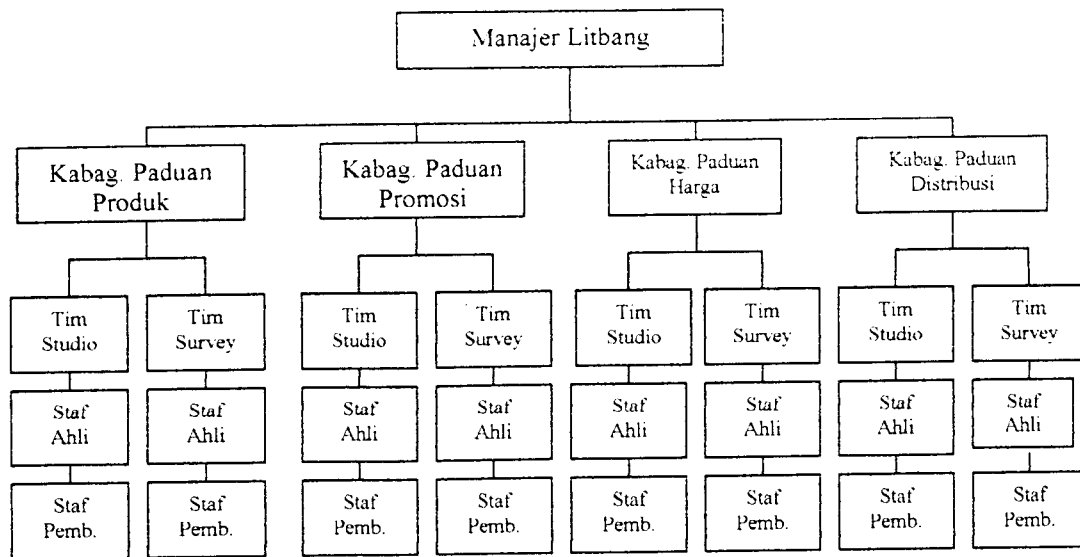 Manajer Litbang
Kabag. Paduan
Produk
Kabag. Paduan
Promosi
Kabag. Paduan
Harga
Kabag. Paduan
Distribusi
Tim
Studio
Tim
Survey
Tim
Studio
Tim
Survey
Tim
Studio
Tim
Survey
Tim
Studio
Tim
Survey
Staf
Ahli
Staf
Ahli
Staf
Ahli
Staf
Ahli
Staf
Ahli
Staf
Ahli
Staf
Ahli
Staf
Ahli
Staf
Pemb.
Staf
Pemb.
Staf
Pemb.
Staf
Pemb.
Staf
Pemb.
Staf
Pemb.
Staf
Pemb.
Staf
Pemb.